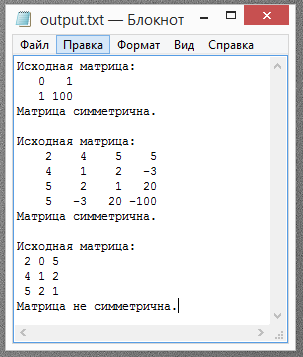 output.txt — Блокнот
Файл Правка Формат Вид Справка
Исходная матрица:
0 1
1 100
Матрица симметрична.
Исходная матрица:
2 4 5 5
4 1 2 -3
5 2 1 20
5 -3 20 -100
Матрица симметрична.
Исходная матрица:
2 0 5
4 1 2
5 2 1
Матрица не симметрична.